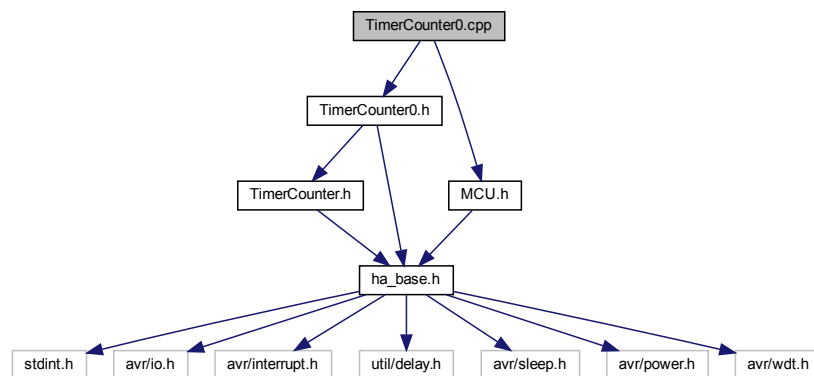 TimerCounter0.cpp
TimerCounter0.h
TimerCounter.h
MCU.h
ha_base.h
stdint.h
avr/io.h
avr/interrupt.h
util/delay.h
avr/sleep.h
avr/power.h
avr/wdt.h